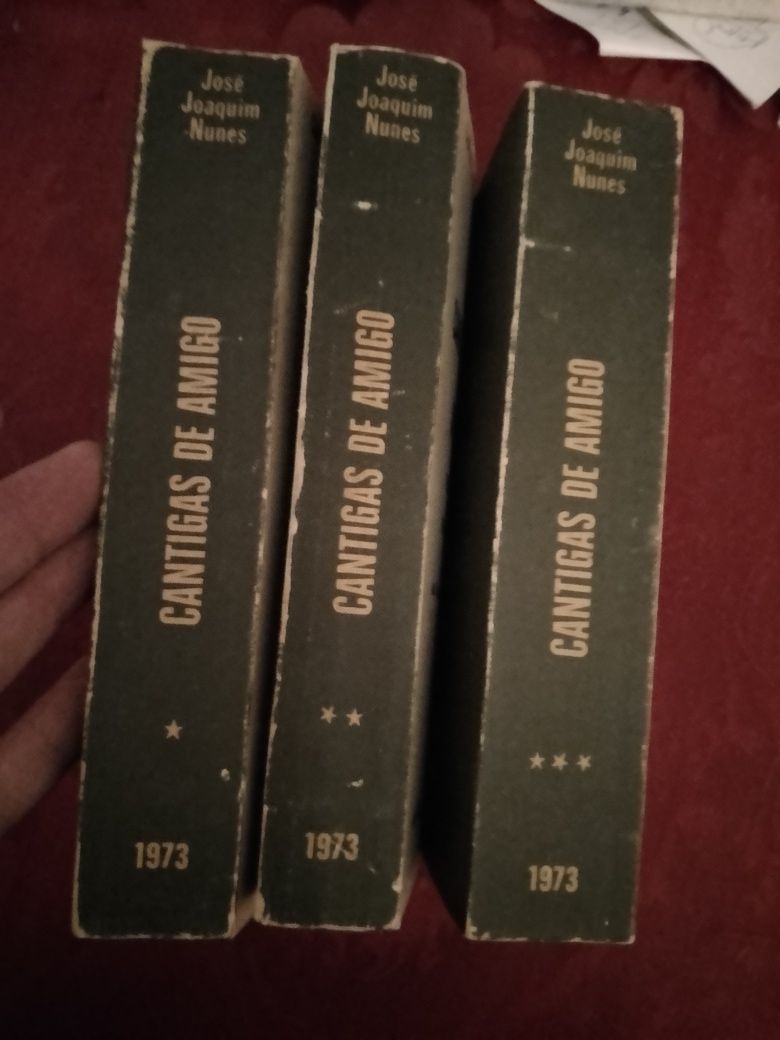 José
Joaquim
Nunes
CANTIGAS DE AMIGO
★
1973
José
Joaquim
Nunes
CANTIGAS DE AMIGO
★★
1973
José
Joaquim
Nunes
CANTIGAS DE AMIGO
★★★
1973